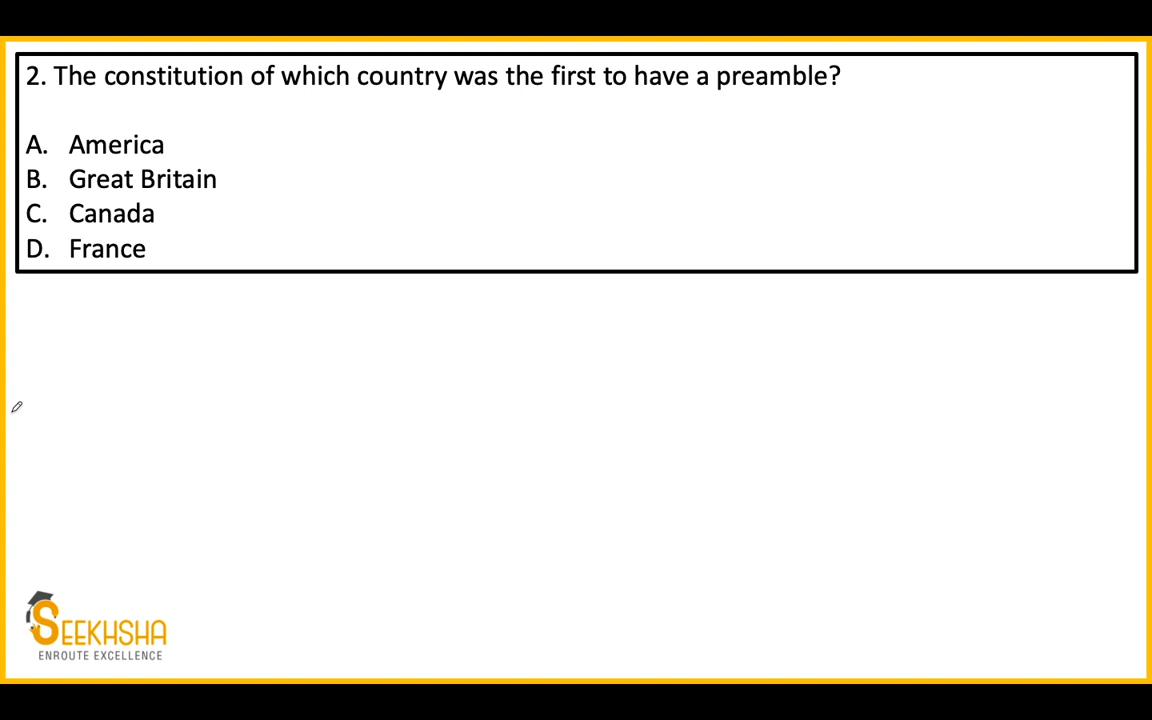 2. The constitution of which country was the first to have a preamble?
A. America
B. Great Britain
C. Canada
D. France
SEEKHSHA
ENROUTE EXCELLENCE